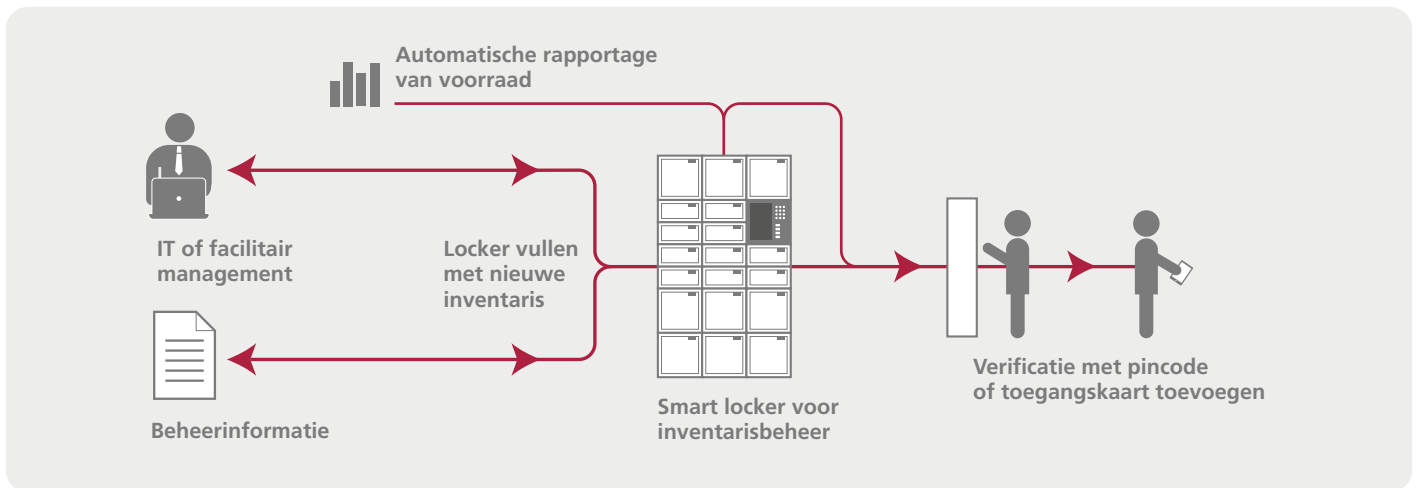 Automatische rapportage
van voorraad
IT of facilitair
management
Locker vullen
met nieuwe
inventaris
Beheerinformatie
Smart locker voor
inventarisbeheer
Verificatie met pincode
of toegangskaart toevoegen